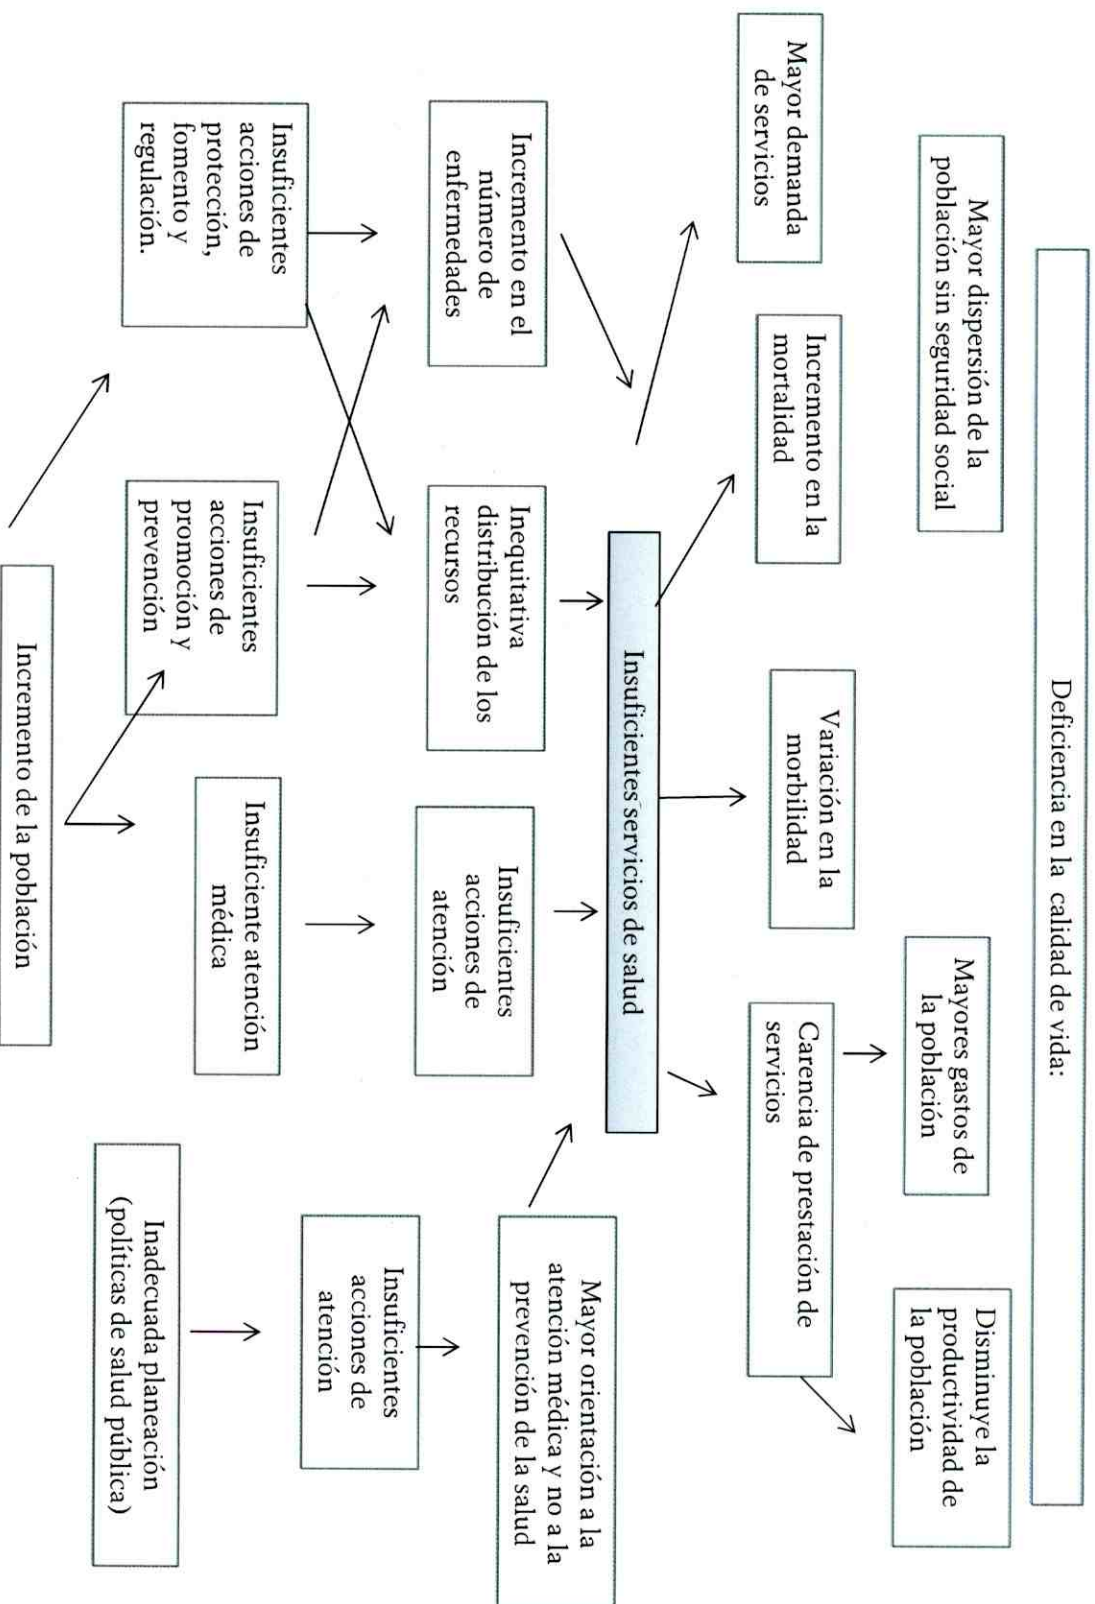 Deficiencia en la calidad de vida:
Mayor dispersión de la
población sin seguridad social
Mayores gastos de
la población
Disminuye la
productividad de
la población
Mayor demanda
de servicios
Incremento en la
mortalidad
Variación en la
morbilidad
Carencia de prestación de
servicios
Insuficientes servicios de salud
Incremento en el
número de
enfermedades
Inequitativa
distribución de los
recursos
Insuficientes
acciones de
atención
Mayor orientación a la
atención médica y no a la
prevención de la salud
Insuficientes
acciones de
protección,
fomento y
regulación.
Insuficientes
acciones de
promoción y
prevención
Insuficiente atención
médica
Insuficientes
acciones de
atención
Incremento de la población
Inadecuada planeación
(políticas de salud pública)